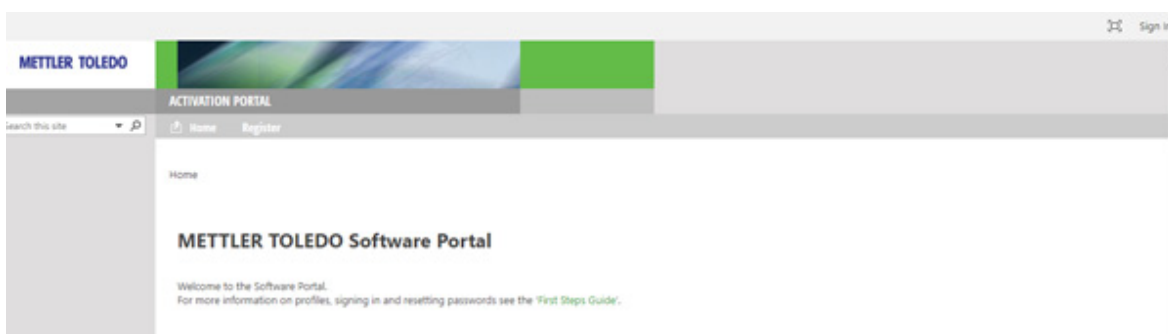 Sign In
METTLER TOLEDO
ACTIVATION PORTAL
Search this site
Home Register
Home
METTLER TOLEDO Software Portal
Welcome to the Software Portal.
For more information on profiles, signing in and resetting passwords see the 'First Steps Guide'.